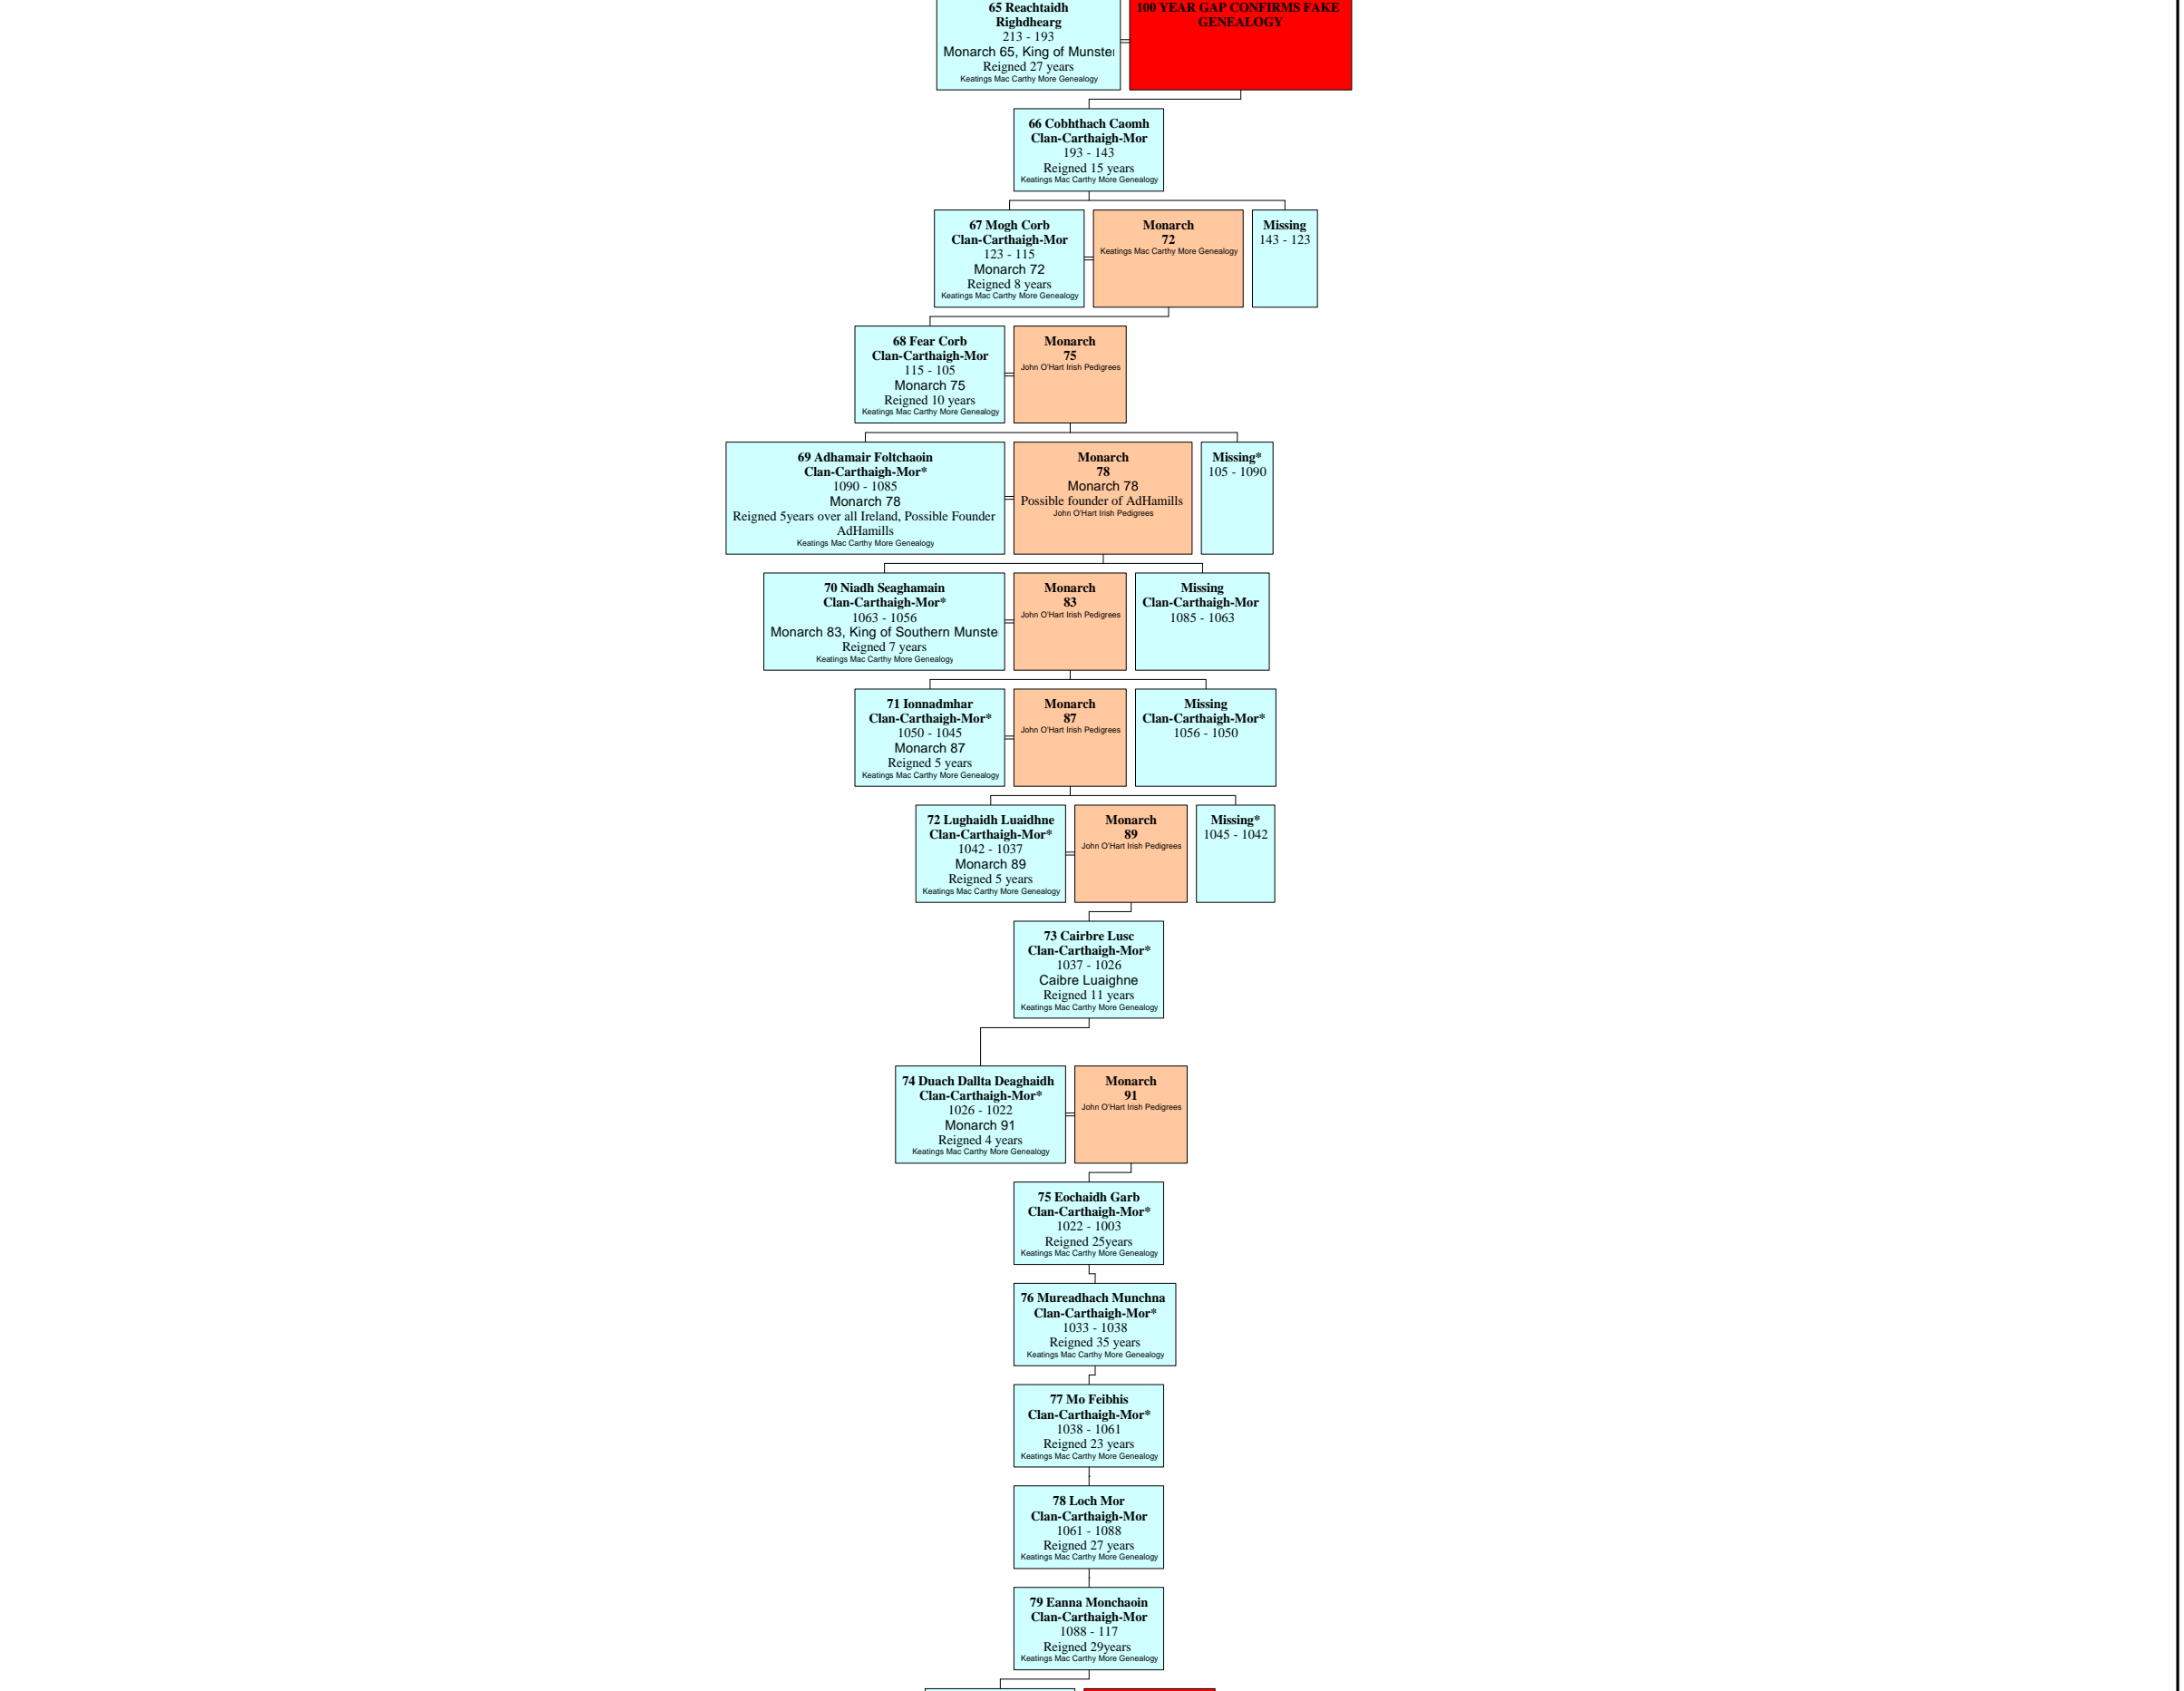 65 Reachtaidh
Righdhearg
213 - 193
Monarch 65, King of Munster
Reigned 27 years
Keatings Mac Carthy More Genealogy
100 YEAR GAP CONFIRMS FAKE
GENEALOGY
66 Cobhthach Caomh
Clan-Carthaigh-Mor
193 - 143
Reigned 15 years
Keatings Mac Carthy More Genealogy
67 Mogh Corb
Clan-Carthaigh-Mor
123 - 115
Monarch 72
Reigned 8 years
Keatings Mac Carthy More Genealogy
Monarch
72
Keatings Mac Carthy More Genealogy
Missing
143 - 123
68 Fear Corb
Clan-Carthaigh-Mor
115 - 105
Monarch 75
Reigned 10 years
Keatings Mac Carthy More Genealogy
Monarch
75
John O'Hart Irish Pedigrees
69 Adhamair Foltchaoin
Clan-Carthaigh-Mor*
1090 - 1085
Monarch 78
Reigned 5years over all Ireland, Possible Founder
AdHamills
Keatings Mac Carthy More Genealogy
Monarch
78
Monarch 78
Possible founder of AdHamills
John O'Hart Irish Pedigrees
Missing*
105 - 1090
70 Niadh Seaghamain
Clan-Carthaigh-Mor*
1063 - 1056
Monarch 83, King of Southern Munste
Reigned 7 years
Keatings Mac Carthy More Genealogy
Monarch
83
John O'Hart Irish Pedigrees
Missing
Clan-Carthaigh-Mor
1085 - 1063
71 Ionnadmhar
Clan-Carthaigh-Mor*
1050 - 1045
Monarch 87
Reigned 5 years
Keatings Mac Carthy More Genealogy
Monarch
87
John O'Hart Irish Pedigrees
Missing
Clan-Carthaigh-Mor*
1056 - 1050
72 Lughaidh Luaidhne
Clan-Carthaigh-Mor*
1042 - 1037
Monarch 89
Reigned 5 years
Keatings Mac Carthy More Genealogy
Monarch
89
John O'Hart Irish Pedigrees
Missing*
1045 - 1042
73 Cairbre Lusc
Clan-Carthaigh-Mor*
1037 - 1026
Caibre Luaighne
Reigned 11 years
Keatings Mac Carthy More Genealogy
74 Duach Dallta Deaghaidh
Clan-Carthaigh-Mor*
1026 - 1022
Monarch 91
Reigned 4 years
Keatings Mac Carthy More Genealogy
Monarch
91
John O'Hart Irish Pedigrees
75 Eochaidh Garb
Clan-Carthaigh-Mor*
1022 - 1003
Reigned 25years
Keatings Mac Carthy More Genealogy
76 Mureadhach Munchna
Clan-Carthaigh-Mor*
1033 - 1038
Reigned 35 years
Keatings Mac Carthy More Genealogy
77 Mo Feibhis
Clan-Carthaigh-Mor*
1038 - 1061
Reigned 23 years
Keatings Mac Carthy More Genealogy
78 Loch Mor
Clan-Carthaigh-Mor
1061 - 1088
Reigned 27 years
Keatings Mac Carthy More Genealogy
79 Eanna Monchaoin
Clan-Carthaigh-Mor
1088 - 117
Reigned 29years
Keatings Mac Carthy More Genealogy